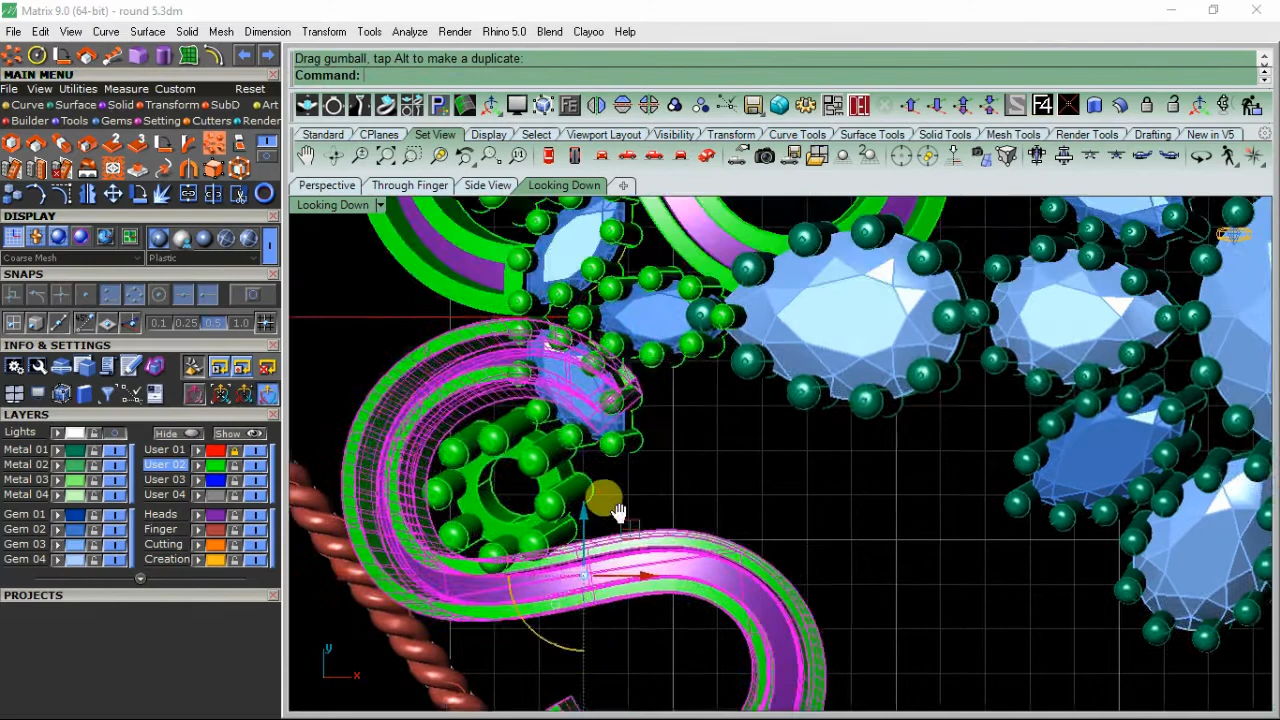 Matrix 9.0 (64-bit) - round 5.3dm
File Edit View Curve Surface Solid Mesh Dimension Transform Tools Analyze Render Rhino 5.0 Blend Clayoo Help
Drag gumball, tap Alt to make a duplicate:
Command:
MAIN MENU
File View Utilities Custom Reset
Measure
Curve Surface Solid Transform SubD Art
Builder Tools Gems Setting Cutters Render
Standard CPlanes Set View Display Select Viewport Layout Visibility Transform Curve Tools Surface Tools Solid Tools Mesh Tools Render Tools Drafting New in V5
Perspective Through Finger Side View Looking Down
Looking Down
DISPLAY
Coarse Mesh Plastic
SNAPS
0.1 0.25 0.5 1.0
INFO & SETTINGS
LAYERS
Lights Hide Show
Metal 01 User 01
Metal 02 User 02
Metal 03 User 03
Metal 04 User 04
Gem 01 Heads
Gem 02 Finger
Gem 03 Cutting
Gem 04 Creation
PROJECTS
y
x